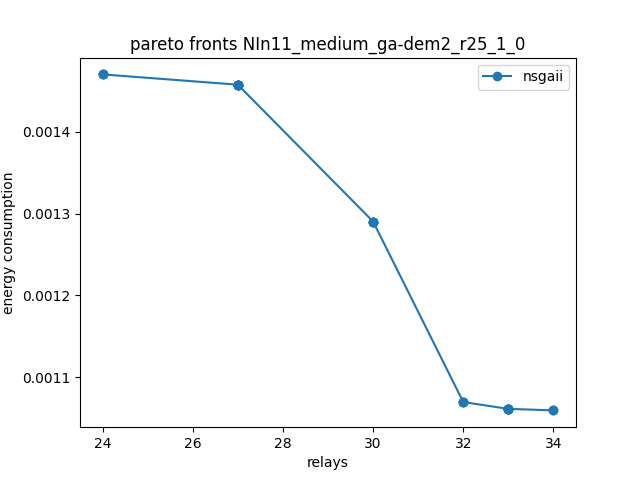 pareto fronts NIn11_medium_ga-dem2_r25_1_0
nsgaii
energy consumption
0.0014
0.0013
0.0012
0.0011
24 26 28 30 32 34
relays